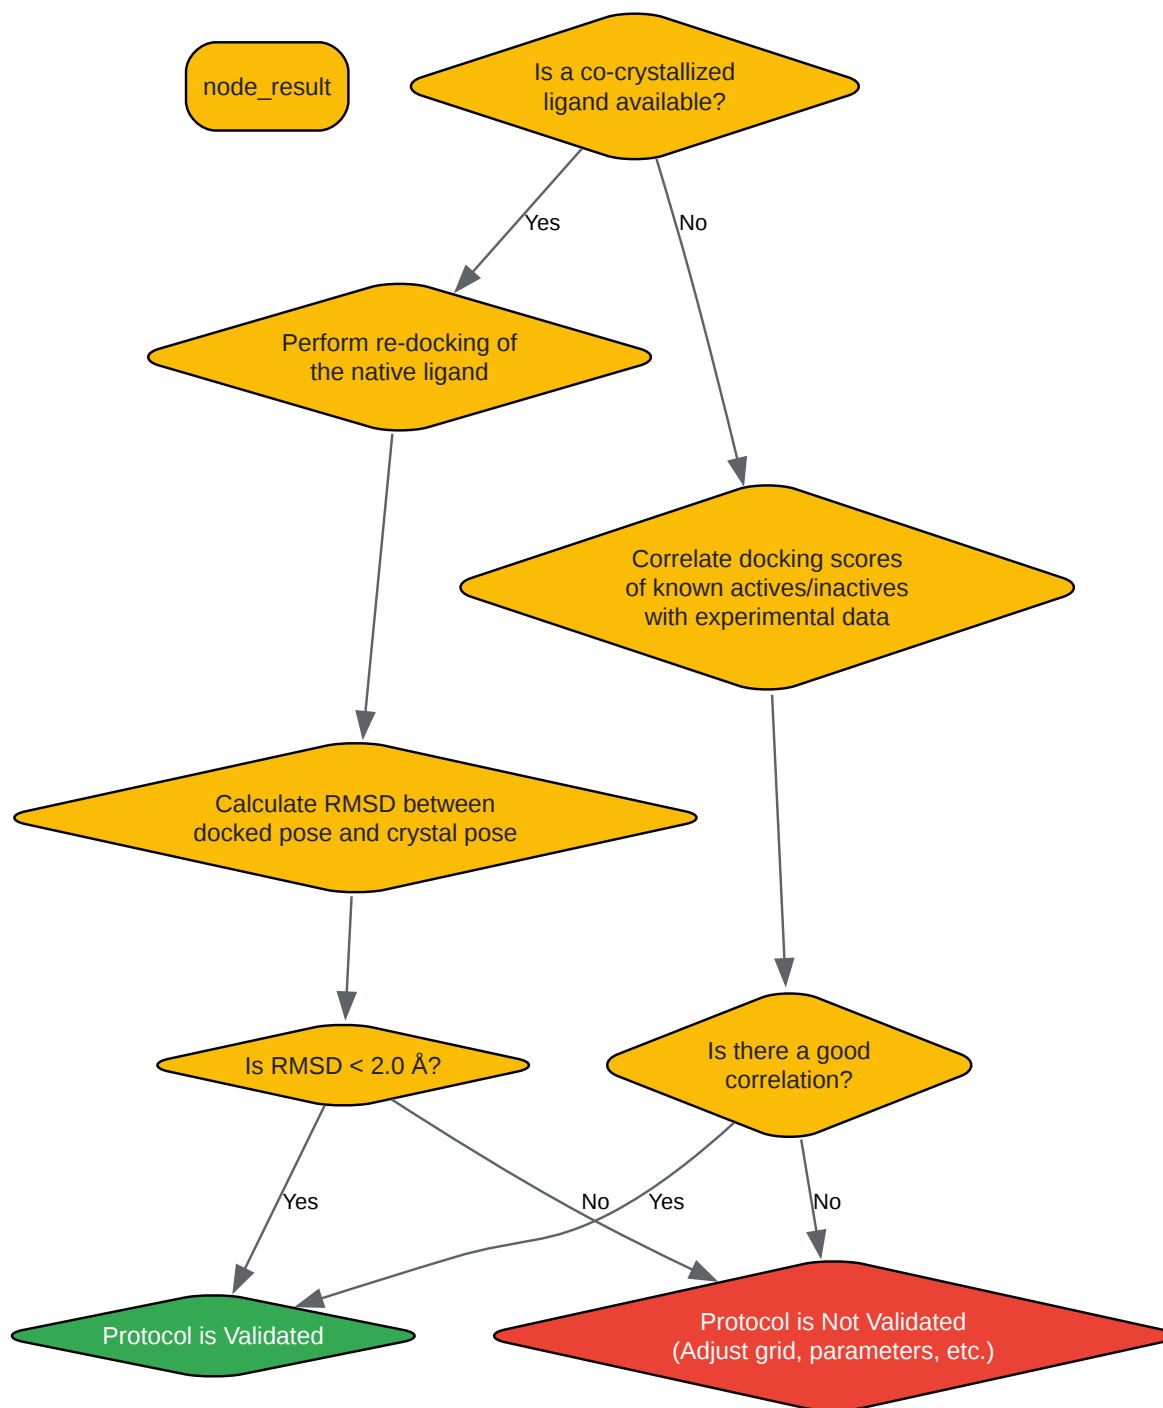 node_result
Is a co-crystallized
ligand available?
Yes
No
Perform re-docking of
the native ligand
Correlate docking scores
of known actives/inactives
with experimental data
Calculate RMSD between
docked pose and crystal pose
Is RMSD < 2.0 Å?
Is there a good
correlation?
Yes
No
Yes
No
Protocol is Validated
Protocol is Not Validated
(Adjust grid, parameters, etc.)